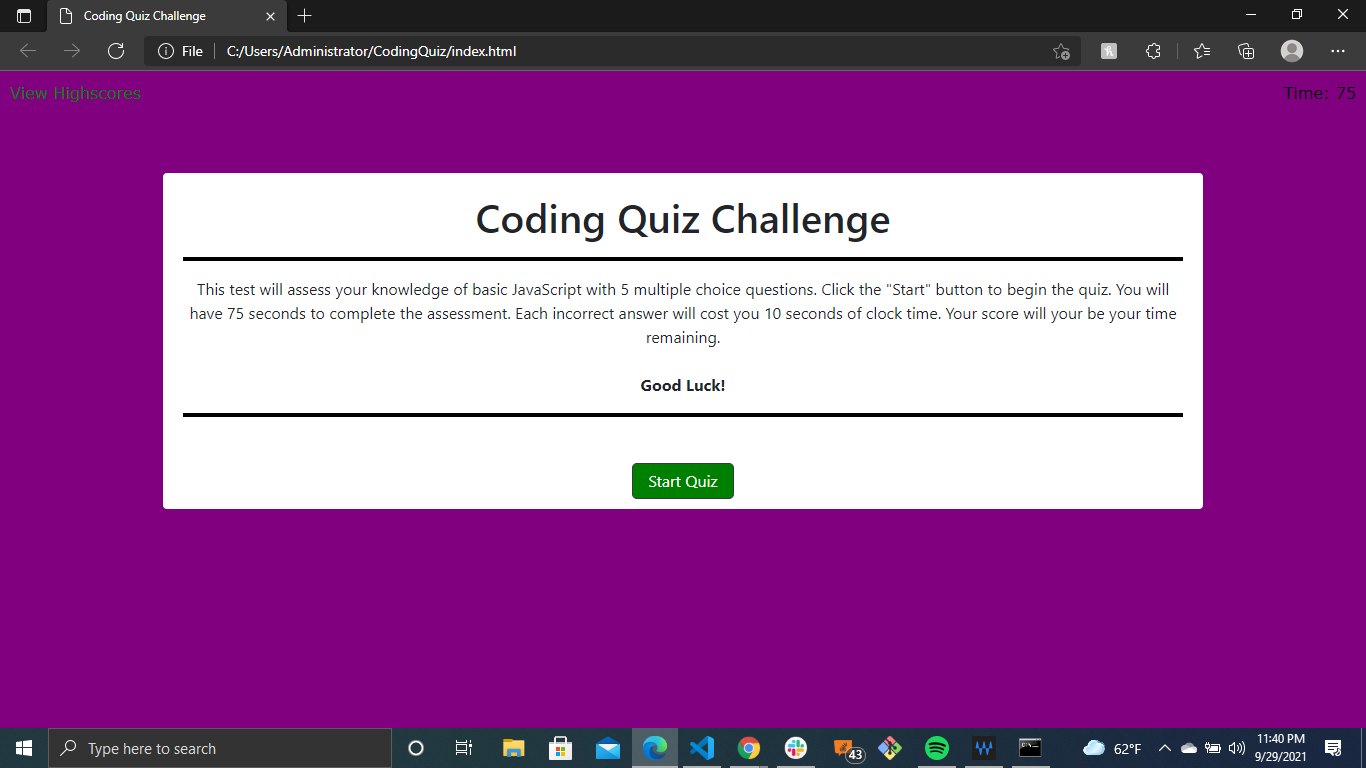 Coding Quiz Challenge
File
C:/Users/Administrator/CodingQuiz/index.html
View Highscores
Time: 75
Coding Quiz Challenge
This test will assess your knowledge of basic JavaScript with 5 multiple choice questions. Click the "Start" button to begin the quiz. You will
have 75 seconds to complete the assessment. Each incorrect answer will cost you 10 seconds of clock time. Your score will your be your time
remaining.
Good Luck!
Start Quiz
Type here to search
43
62°F
11:40 PM
9/29/2021